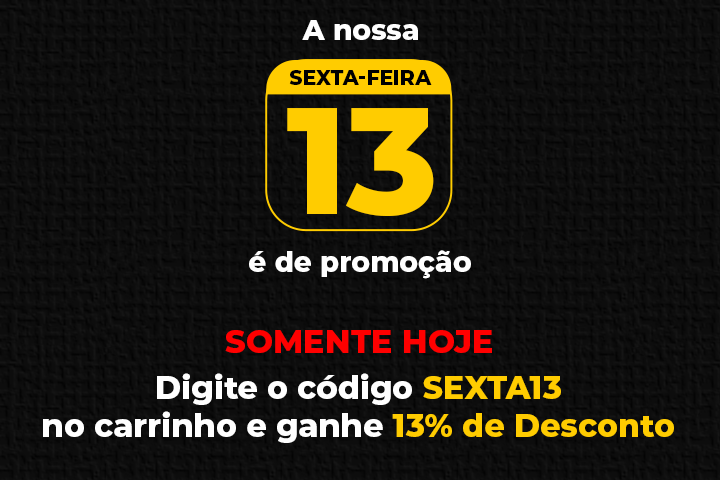 A nossa
SEXTA-FEIRA
13
é de promoção
SOMENTE HOJE
Digite o código SEXTA13
no carrinho e ganhe 13% de Desconto